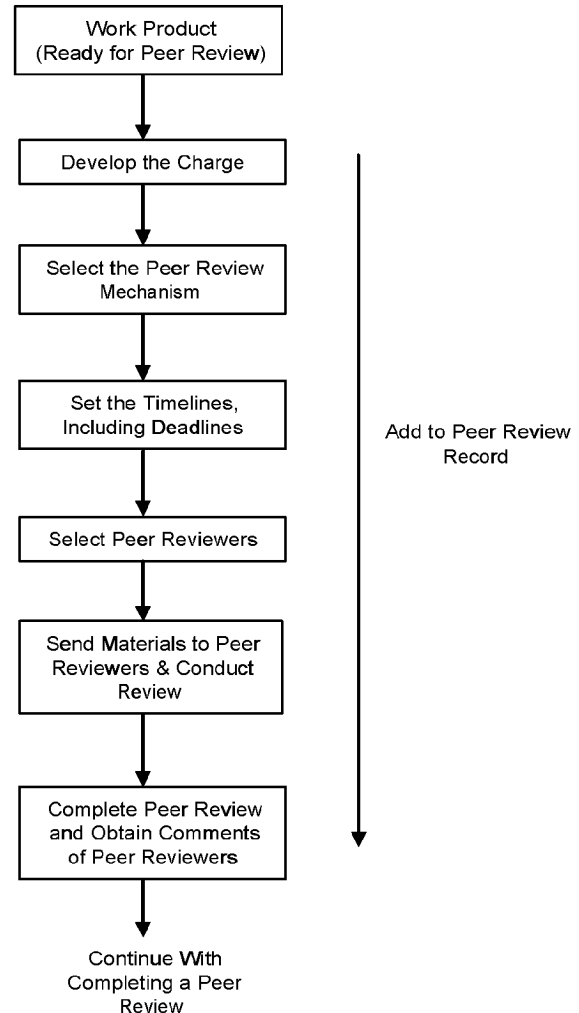 Work Product
(Ready for Peer Review)
Develop the Charge
Select the Peer Review
Mechanism
Set the Timelines,
Including Deadlines
Add to Peer Review
Record
Select Peer Reviewers
Send Materials to Peer
Reviewers & Conduct
Review
Complete Peer Review
and Obtain Comments
of Peer Reviewers
Continue With
Completing a Peer
Review